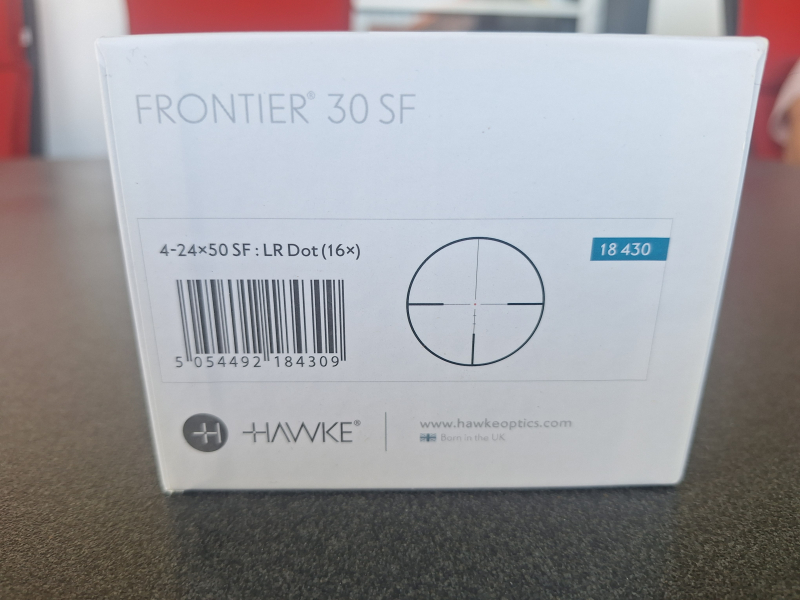 FRONTIER® 30 SF
4-24×50 SF : LR Dot (16×)
18 430
5 054492 184309
HAWKE®
www.hawkeoptics.com
Born in the UK